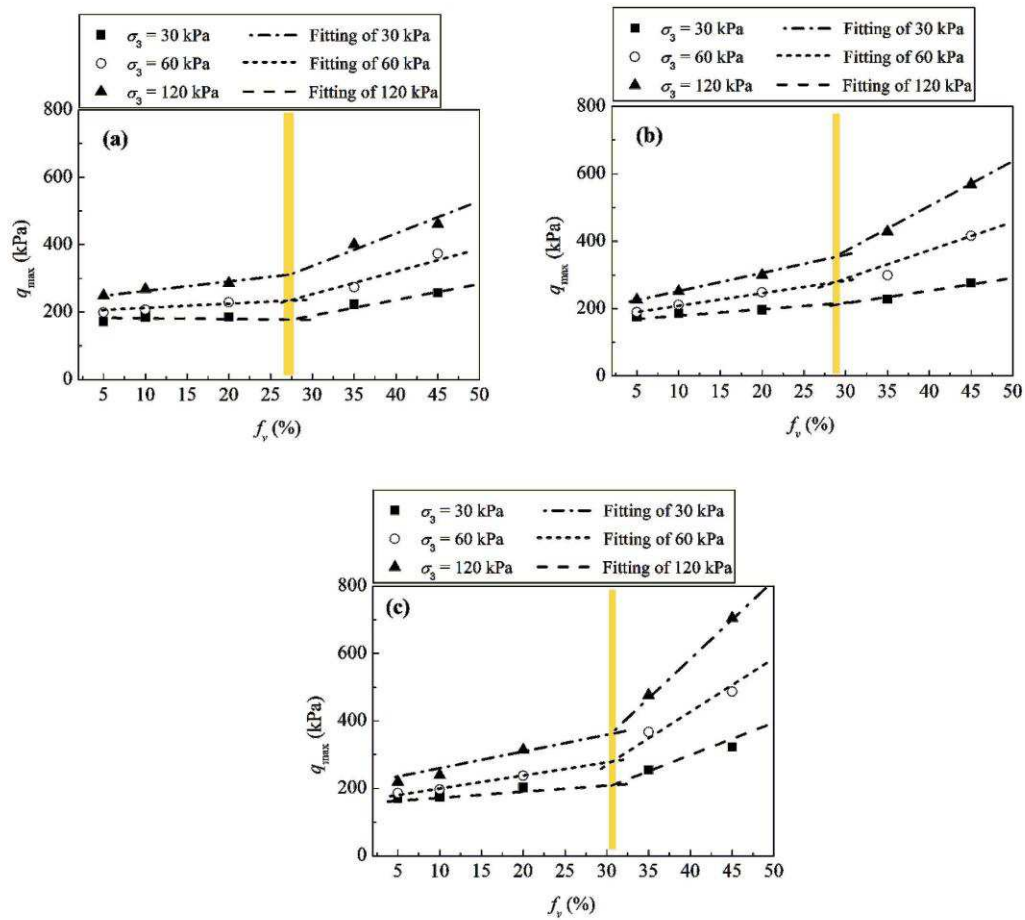 σ3 = 30 kPa Fitting of 30 kPa
σ3 = 60 kPa Fitting of 60 kPa
σ3 = 120 kPa Fitting of 120 kPa
(a)
800
600
400
200
0
qmax (kPa)
5 10 15 20 25 30 35 40 45 50
fv (%)
σ3 = 30 kPa Fitting of 30 kPa
σ3 = 60 kPa Fitting of 60 kPa
σ3 = 120 kPa Fitting of 120 kPa
(b)
800
600
400
200
0
qmax (kPa)
5 10 15 20 25 30 35 40 45 50
fv (%)
σ3 = 30 kPa Fitting of 30 kPa
σ3 = 60 kPa Fitting of 60 kPa
σ3 = 120 kPa Fitting of 120 kPa
(c)
800
600
400
200
0
qmax (kPa)
5 10 15 20 25 30 35 40 45 50
fv (%)